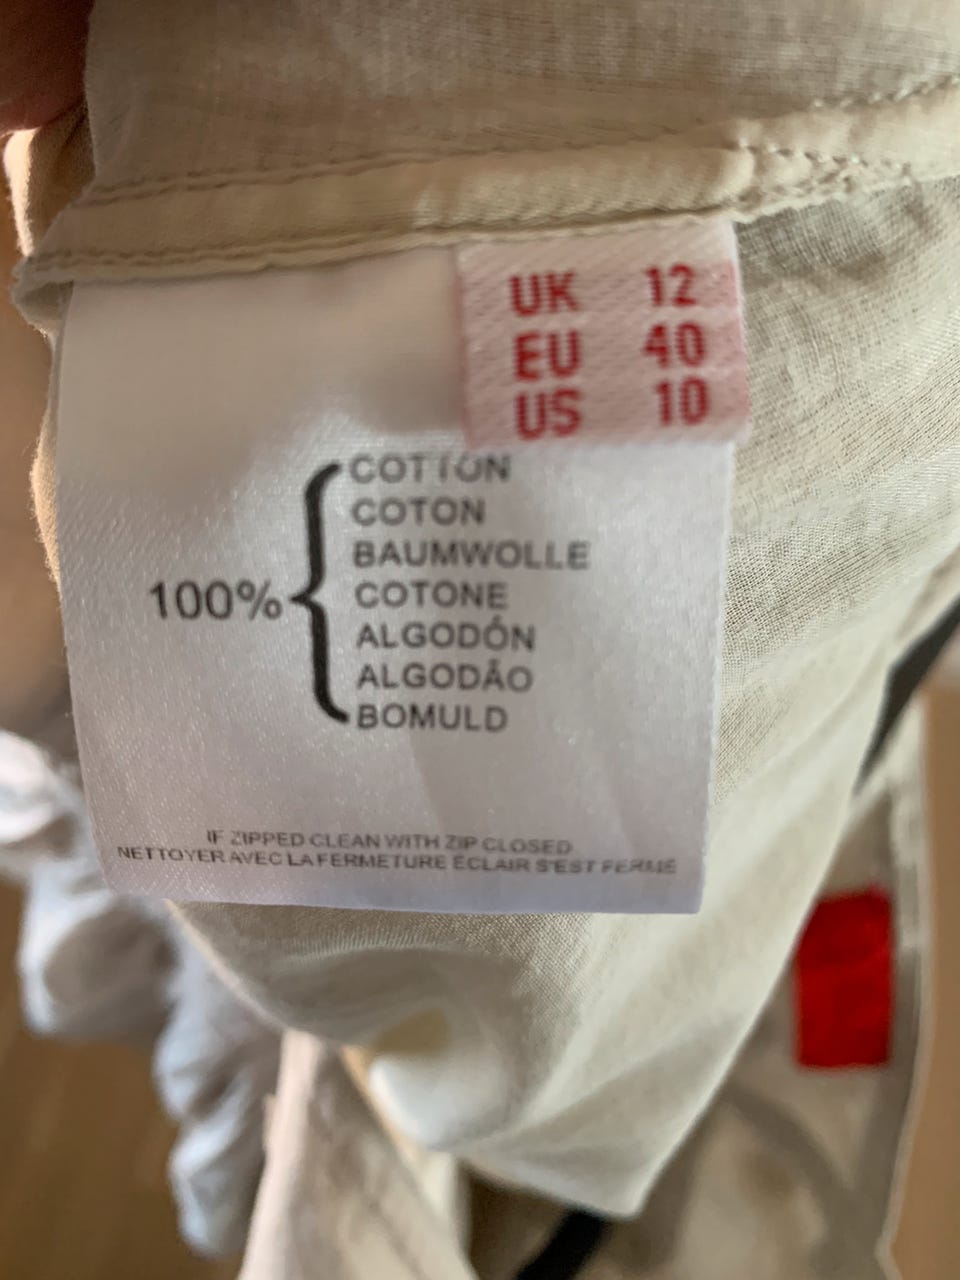 UK 12
EU 40
US 10
COTTON
COTON
BAUMWOLLE
100% COTONE
ALGODÓN
ALGODÃO
BOMULD
IF ZIPPED CLEAN WITH ZIP CLOSED
NETTOYER AVEC LA FERMETURE ECLAIR S'EST FERMÉ